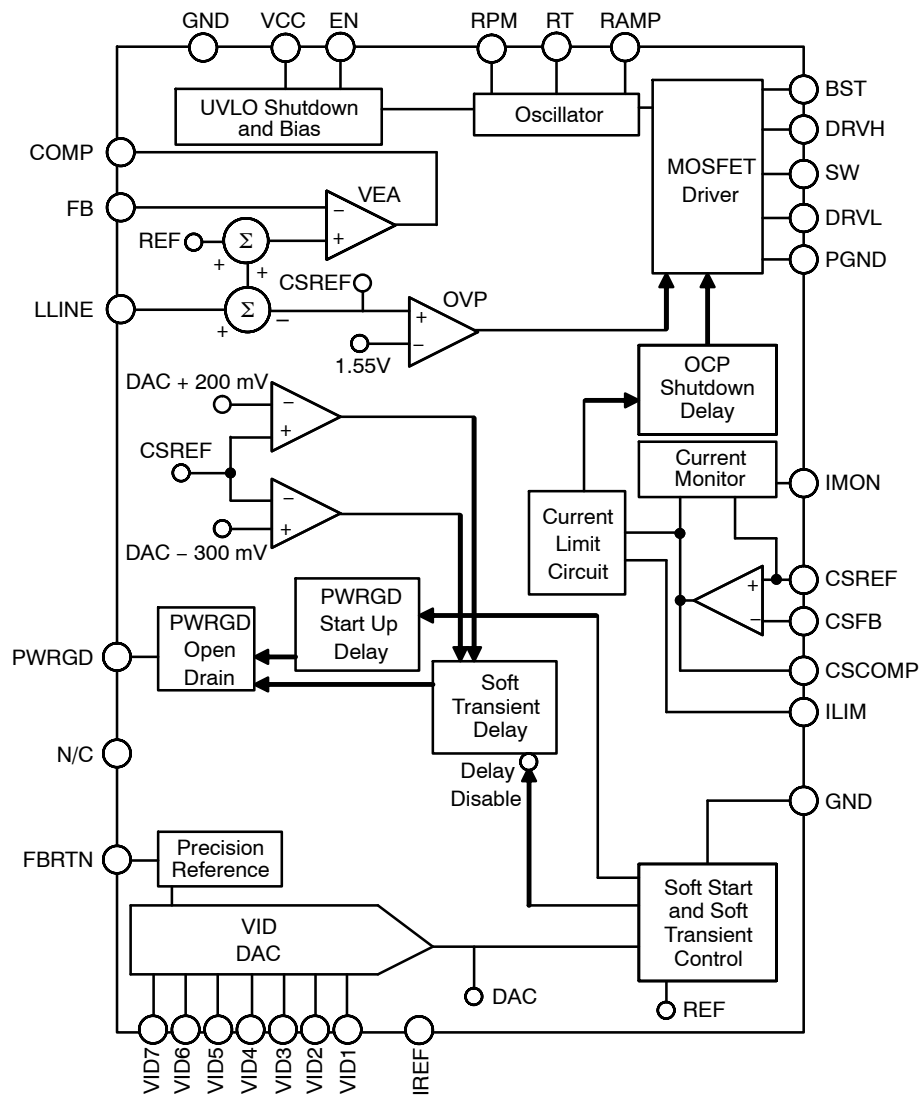 GND VCC EN RPM RT RAMP
UVLO Shutdown
and Bias
Oscillator
MOSFET
Driver
BST
DRVH
SW
DRVL
PGND
COMP
FB
VEA
−
+
REF
Σ
+
+
LLINE
Σ
+
−
CSREF
OVP
+
−
1.55V
OCP
Shutdown
Delay
DAC + 200 mV
−
+
CSREF
−
+
DAC − 300 mV
Current
Monitor
IMON
Current
Limit
Circuit
+
−
CSREF
CSFB
CSCOMP
ILIM
PWRGD
PWRGD
Open
Drain
PWRGD
Start Up
Delay
Soft
Transient
Delay
Delay
Disable
N/C
GND
FBRTN
Precision
Reference
VID
DAC
Soft Start
and Soft
Transient
Control
DAC
REF
VID7 VID6 VID5 VID4 VID3 VID2 VID1 IREF